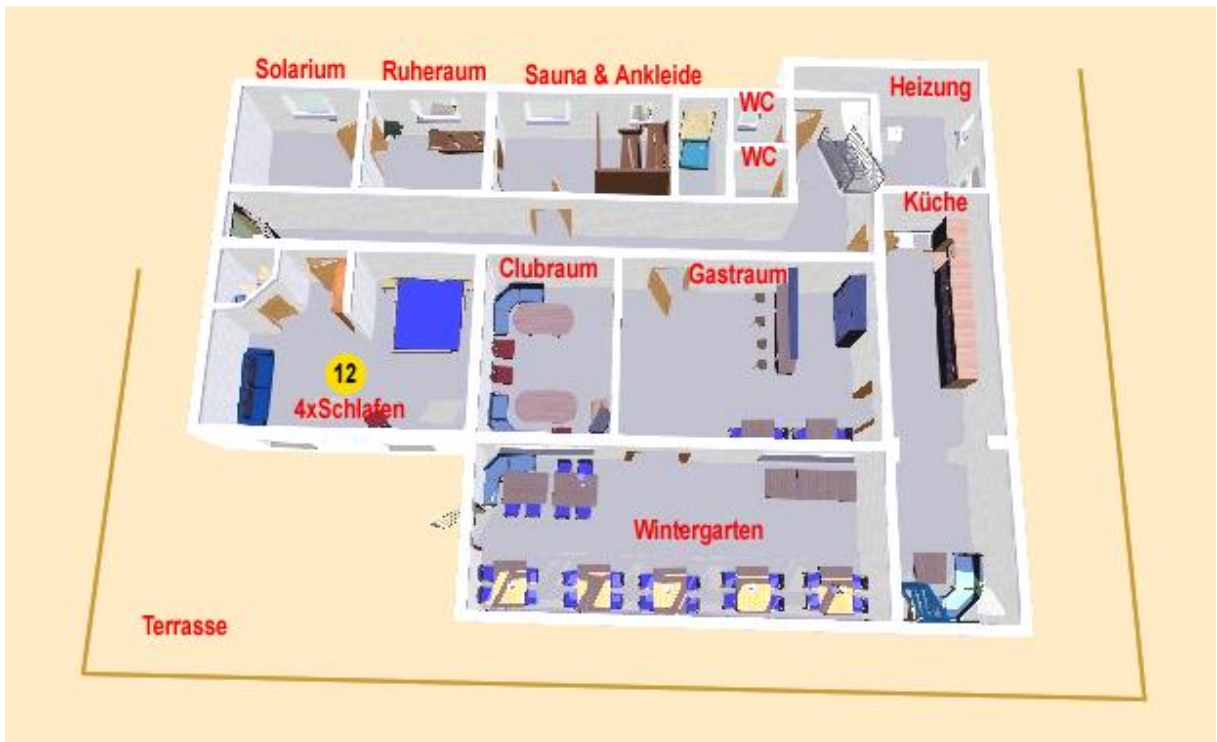 Solarium
Ruheraum
Sauna & Ankleide
WC
Heizung
WC
Küche
Clubraum
Gastraum
12
4xSchlafen
Wintergarten
Terrasse